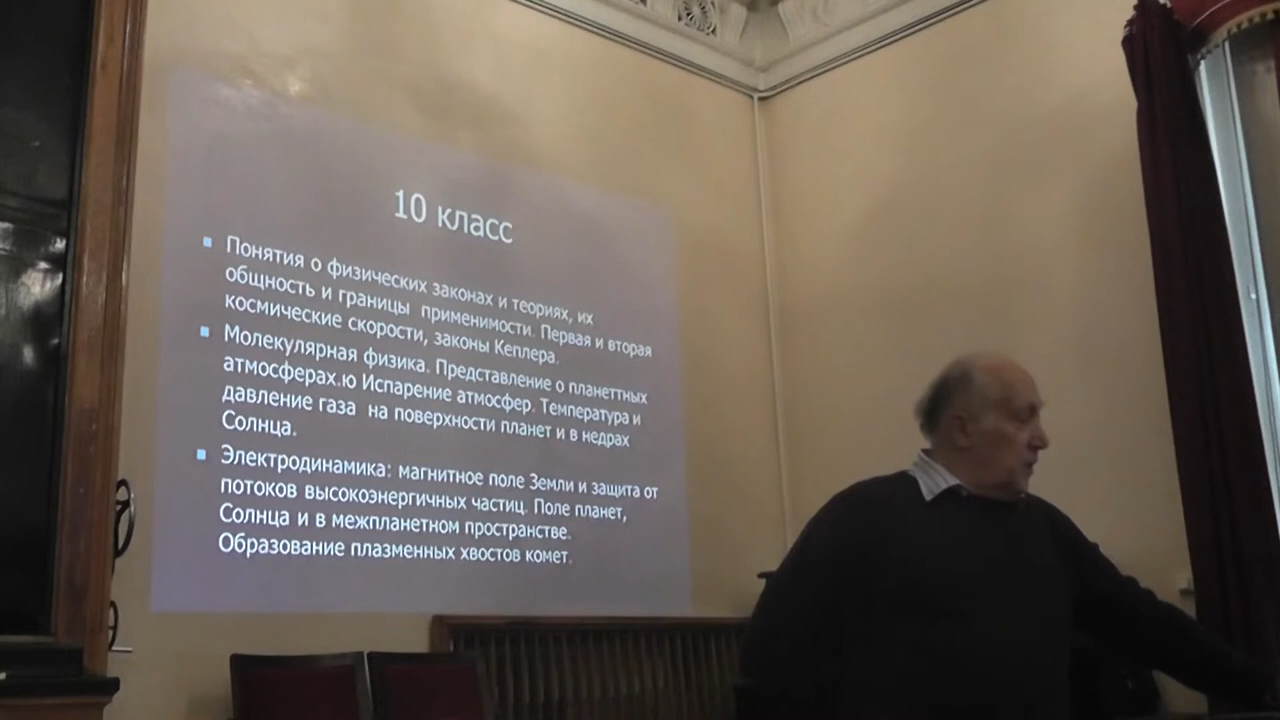 10 класс
Понятия о физических законах и теориях, их
общность и границы применимости. Первая и вторая
космические скорости, законы Кеплера.
Молекулярная физика. Представление о планеттных
атмосферах.ю Испарение атмосфер. Температура и
давление газа на поверхности планет и в недрах
Солнца.
Электродинамика: магнитное поле Земли и защита от
потоков высокоэнергичных частиц. Поле планет,
Солнца и в межпланетном пространстве.
Образование плазменных хвостов комет.